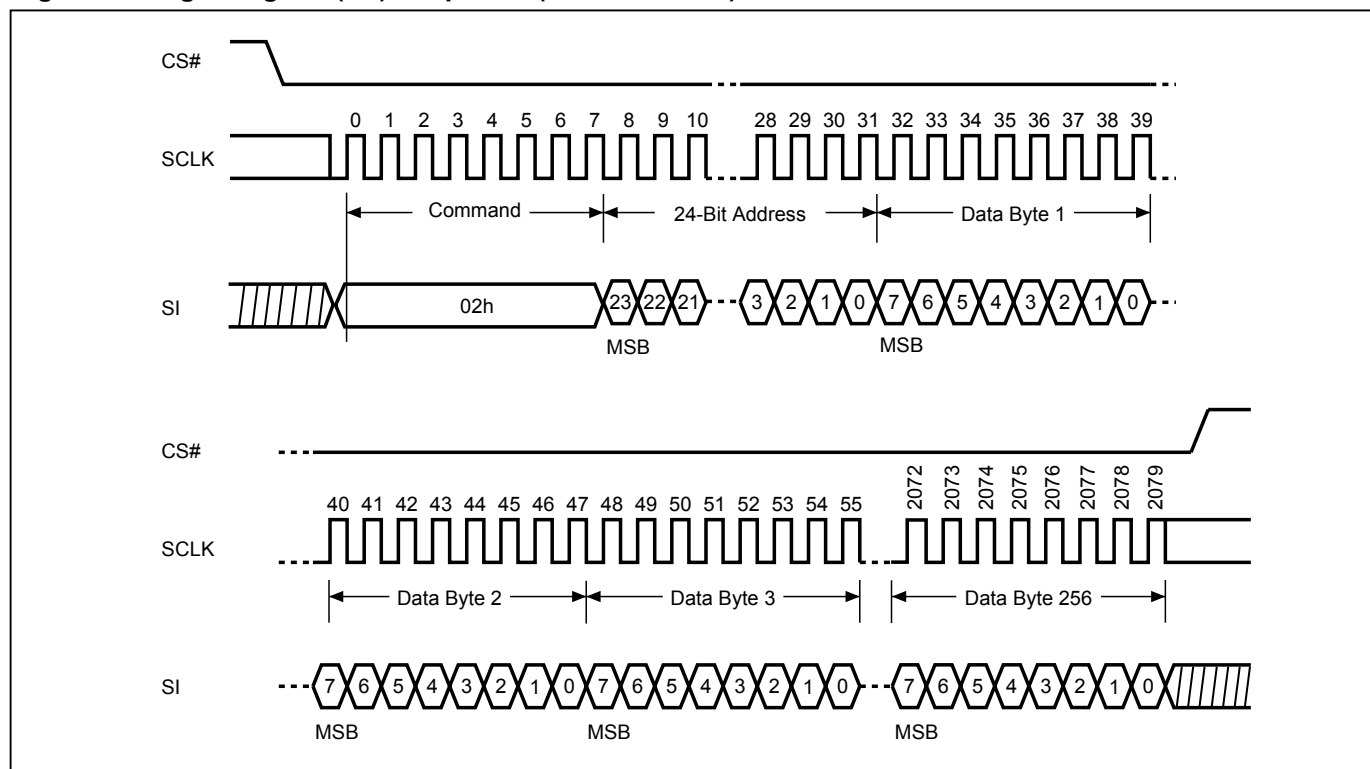 CS#
0 1 2 3 4 5 6 7 8 9 10 28 29 30 31 32 33 34 35 36 37 38 39
SCLK
Command 24-Bit Address Data Byte 1
SI 02h 23 22 21 3 2 1 0 7 6 5 4 3 2 1 0
MSB MSB
CS#
40 41 42 43 44 45 46 47 48 49 50 51 52 53 54 55 2072 2073 2074 2075 2076 2077 2078 2079
SCLK
Data Byte 2 Data Byte 3 Data Byte 256
SI 7 6 5 4 3 2 1 0 7 6 5 4 3 2 1 0 7 6 5 4 3 2 1 0
MSB MSB MSB